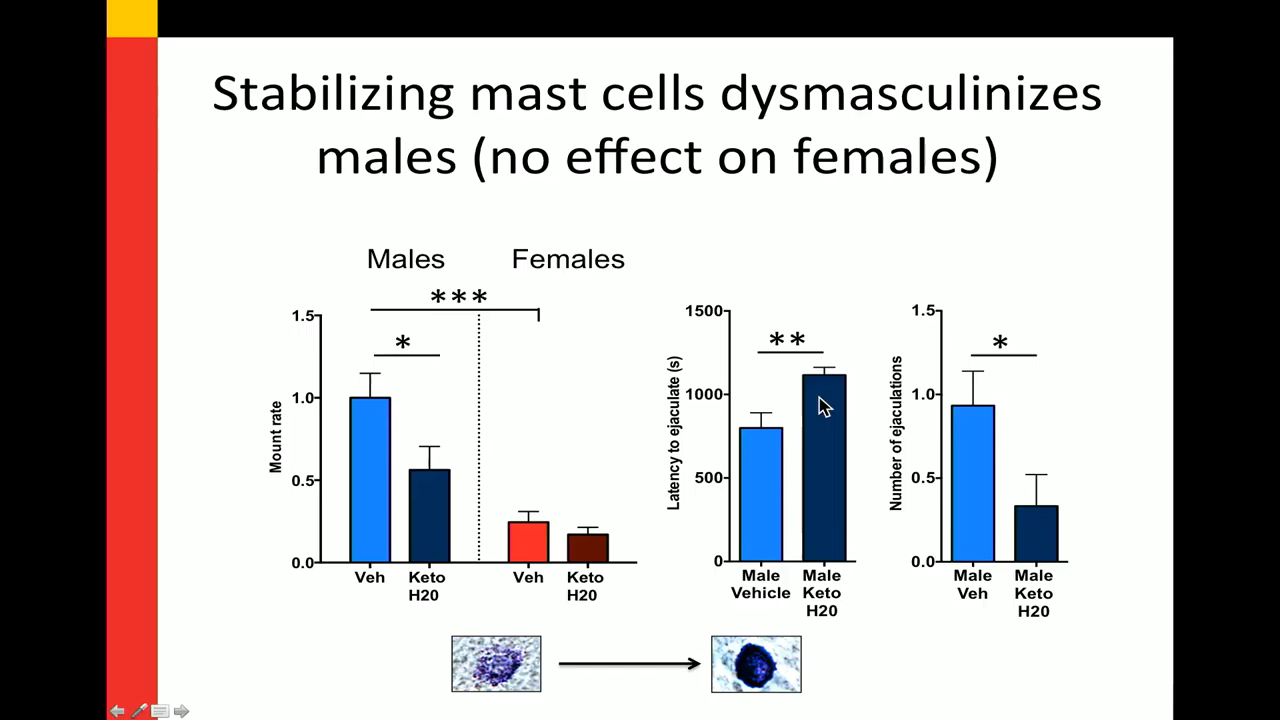 Stabilizing mast cells dysmasculinizes
males (no effect on females)
Males Females
***
*
1.5
1.0
0.5
0.0
Mount rate
Veh Keto H20 Veh Keto H20
**
1500
1000
500
0
Latency to ejaculate (s)
Male Vehicle Male Keto H20
*
1.5
1.0
0.5
0.0
Number of ejaculations
Male Veh Male Keto H20